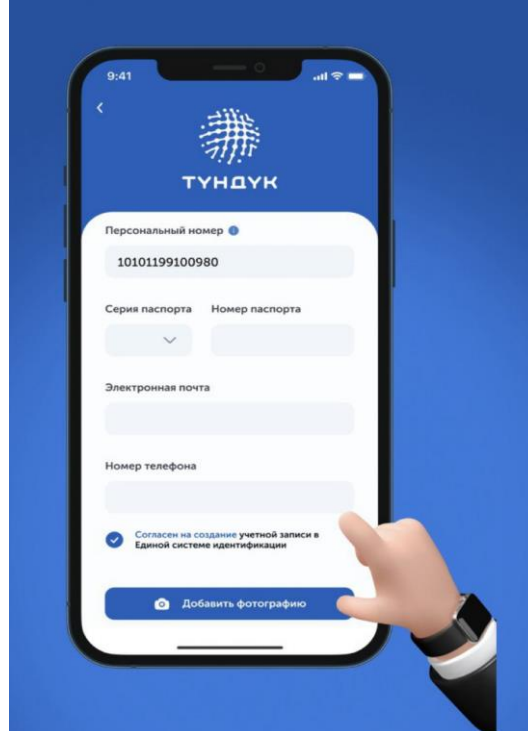 9:41
ТҮНДҮК
Персональный номер
10101199100980
Серия паспорта Номер паспорта
Электронная почта
Номер телефона
Согласен на создание учетной записи в
Единой системе идентификации
Добавить фотографию